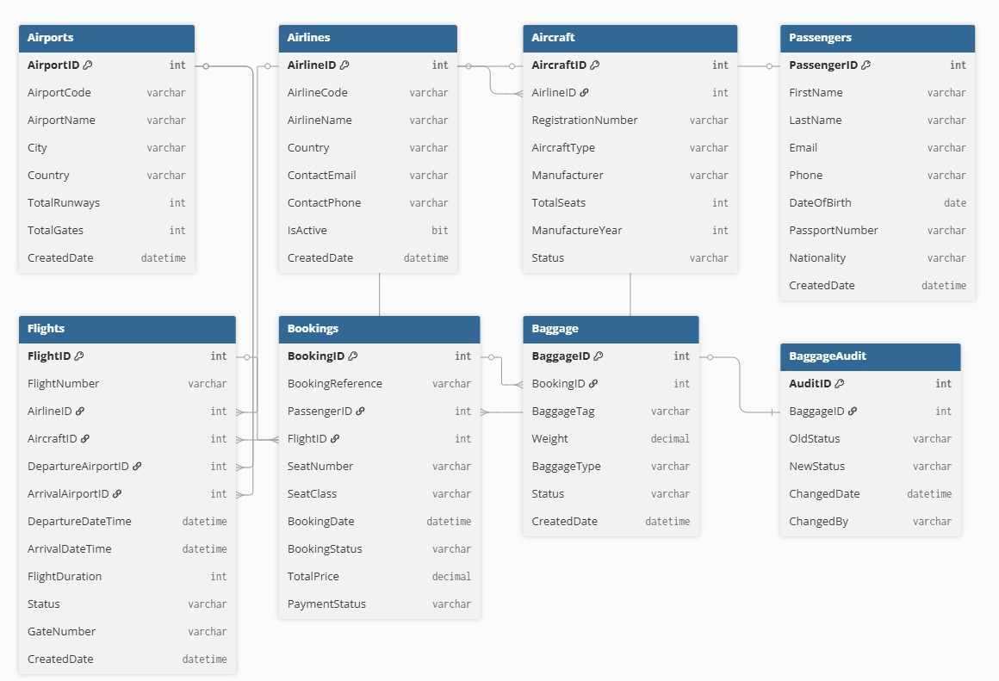 Airports
AirportID int
AirportCode varchar
AirportName varchar
City varchar
Country varchar
TotalRunways int
TotalGates int
CreatedDate datetime
Airlines
AirlineID int
AirlineCode varchar
AirlineName varchar
Country varchar
ContactEmail varchar
ContactPhone varchar
IsActive bit
CreatedDate datetime
Aircraft
AircraftID int
AirlineID int
RegistrationNumber varchar
AircraftType varchar
Manufacturer varchar
TotalSeats int
ManufactureYear int
Status varchar
Passengers
PassengerID int
FirstName varchar
LastName varchar
Email varchar
Phone varchar
DateOfBirth date
PassportNumber varchar
Nationality varchar
CreatedDate datetime
Flights
FlightID int
FlightNumber varchar
AirlineID int
AircraftID int
DepartureAirportID int
ArrivalAirportID int
DepartureDateTime datetime
ArrivalDateTime datetime
FlightDuration int
Status varchar
GateNumber varchar
CreatedDate datetime
Bookings
BookingID int
BookingReference varchar
PassengerID int
FlightID int
SeatNumber varchar
SeatClass varchar
BookingDate datetime
BookingStatus varchar
TotalPrice decimal
PaymentStatus varchar
Baggage
BaggageID int
BookingID int
BaggageTag varchar
Weight decimal
BaggageType varchar
Status varchar
CreatedDate datetime
BaggageAudit
AuditID int
BaggageID int
OldStatus varchar
NewStatus varchar
ChangedDate datetime
ChangedBy varchar